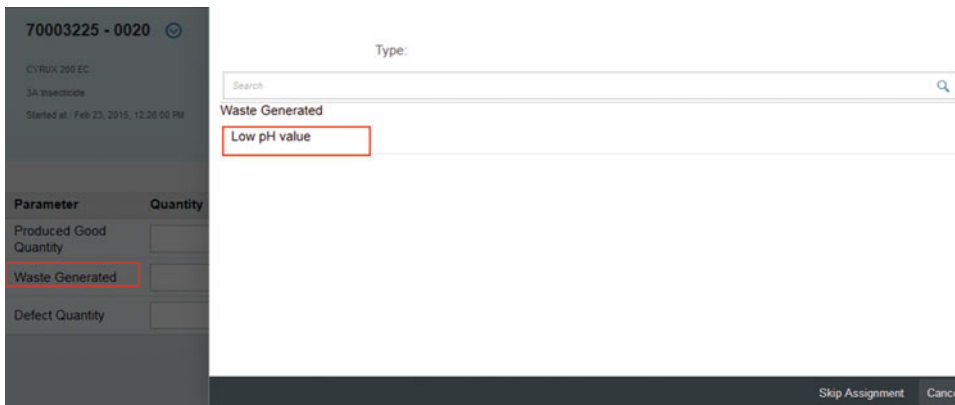 70003225 - 0020
CYRUX 200 EC
SA Insecticide
Started at : Feb 23, 2015, 12:26:00 PM
Parameter Quantity
Produced Good
Quantity
Waste Generated
Defect Quantity
Type:
Search
Waste Generated
Low pH value
Skip Assignment Canc